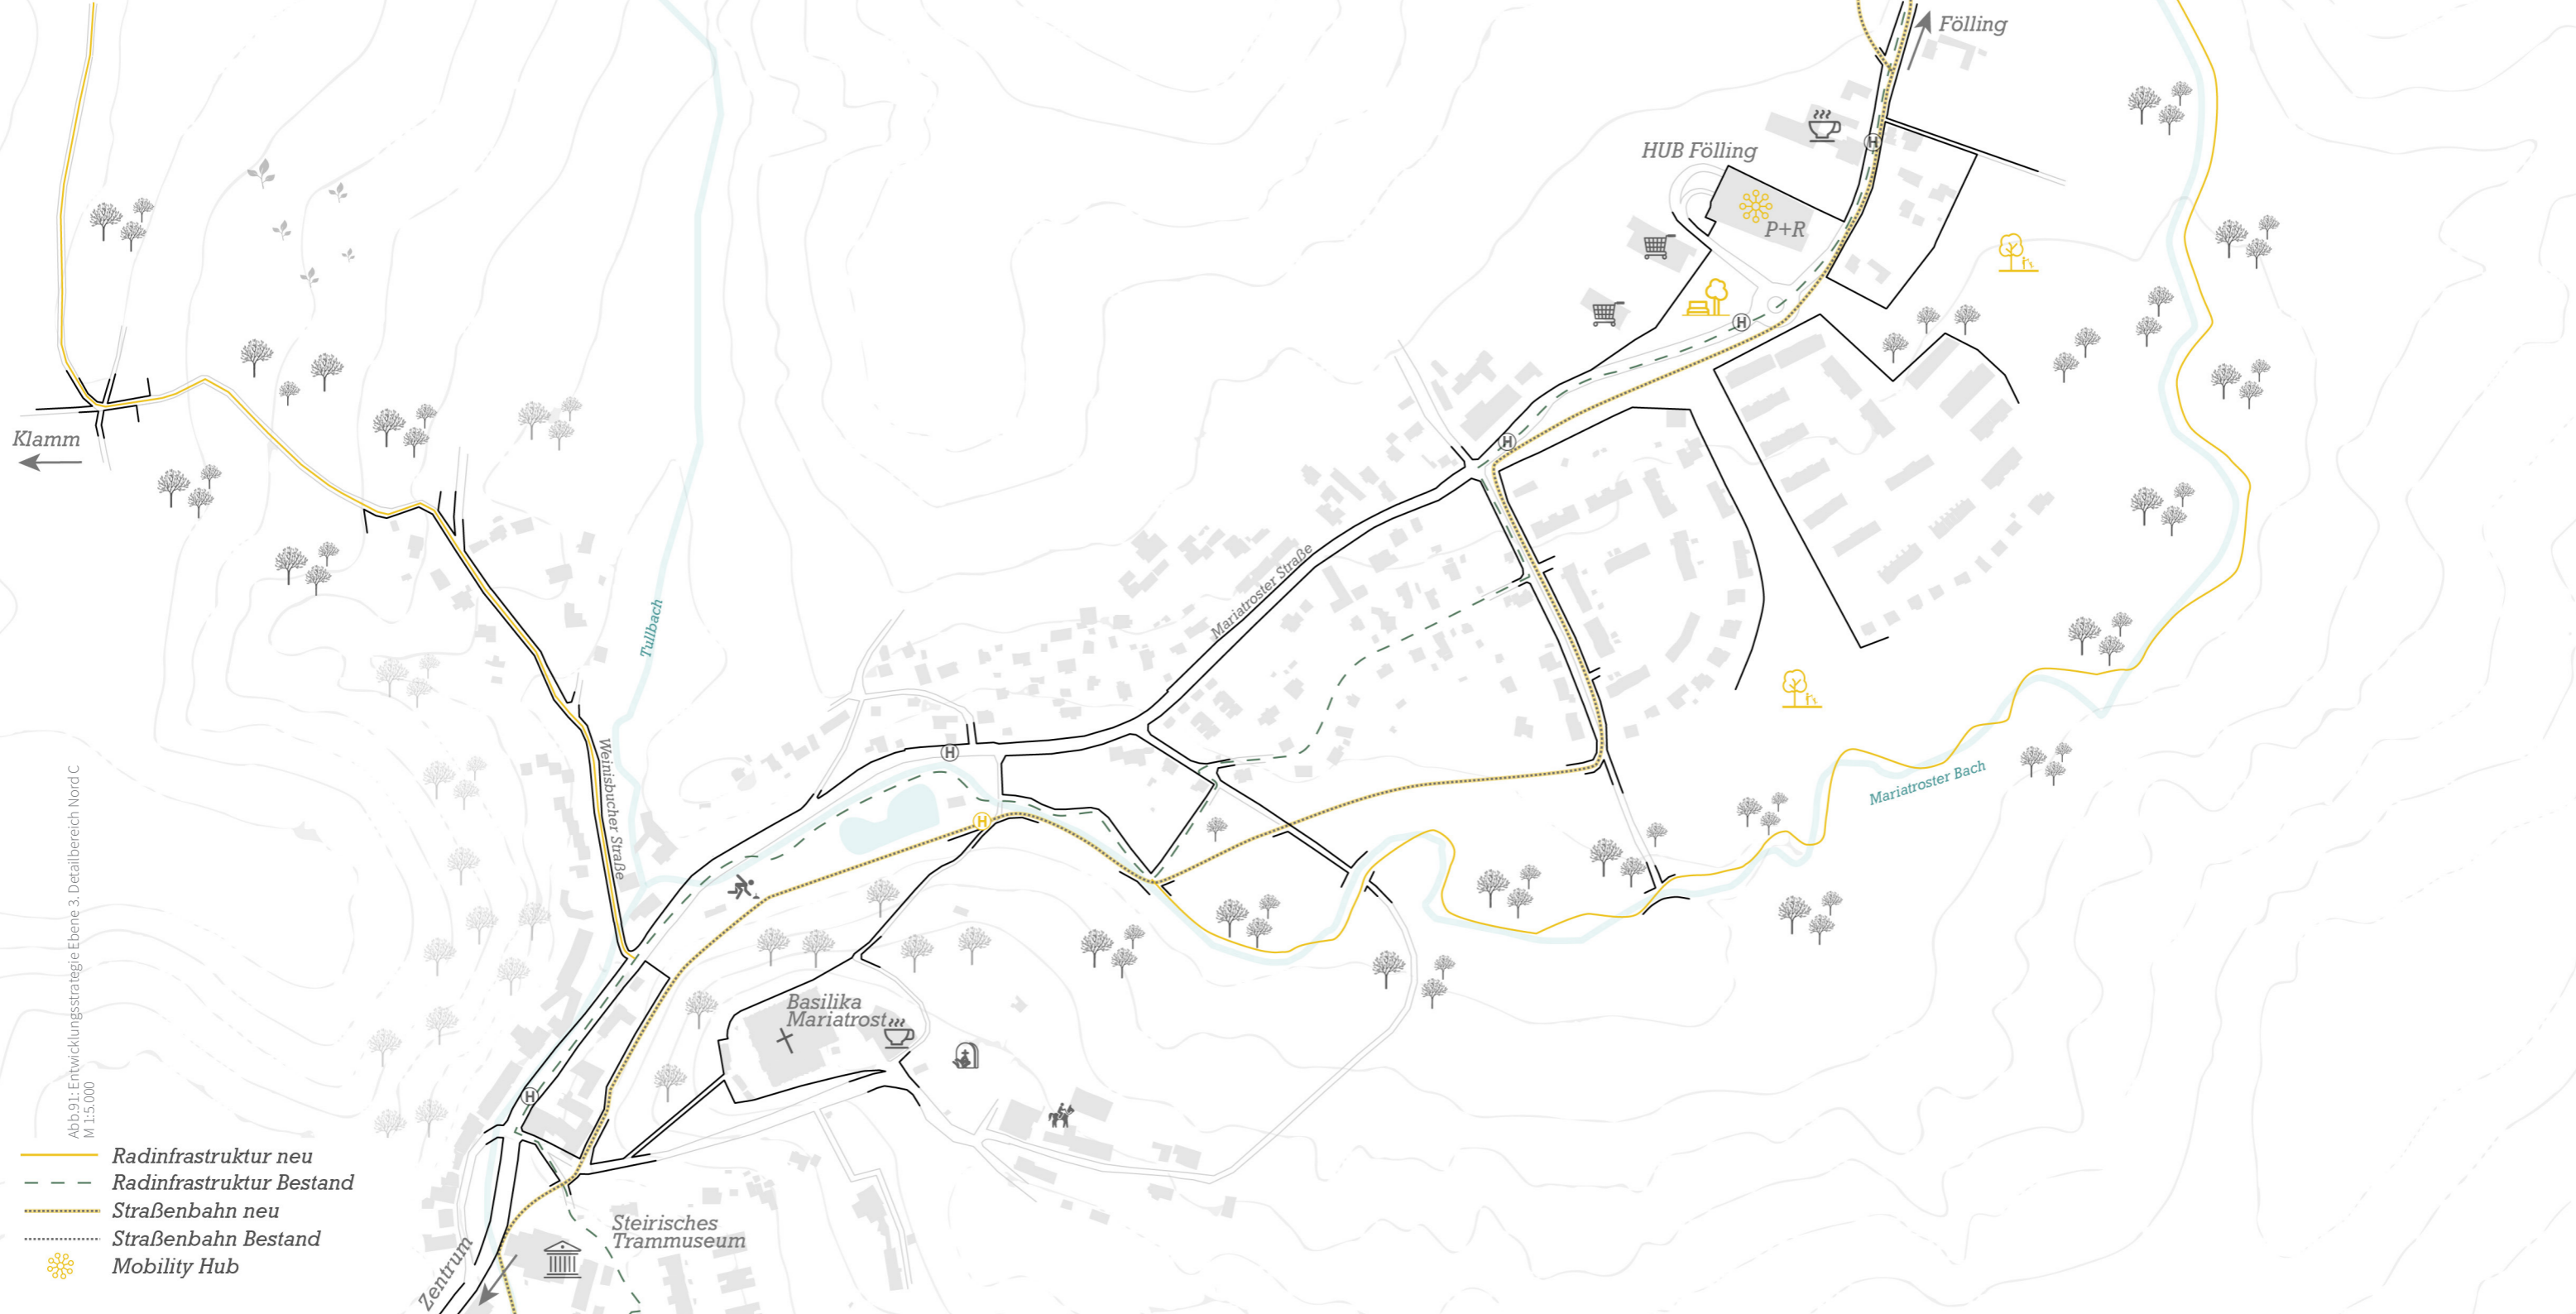 Fölling
HUB Fölling
P+R
H
H
H
Klamm
Mariatroster Straße
Tullbach
H
Weinisbucher Straße
H
Mariatroster Bach
Basilika
Mariatrost
H
Steirisches
Trammuseum
Zentrum
Abb.91: Entwicklungsstrategie Ebene 3. Detailbereich Nord C
M 1:5.000
Radinfrastruktur neu
Radinfrastruktur Bestand
Straßenbahn neu
Straßenbahn Bestand
Mobility Hub